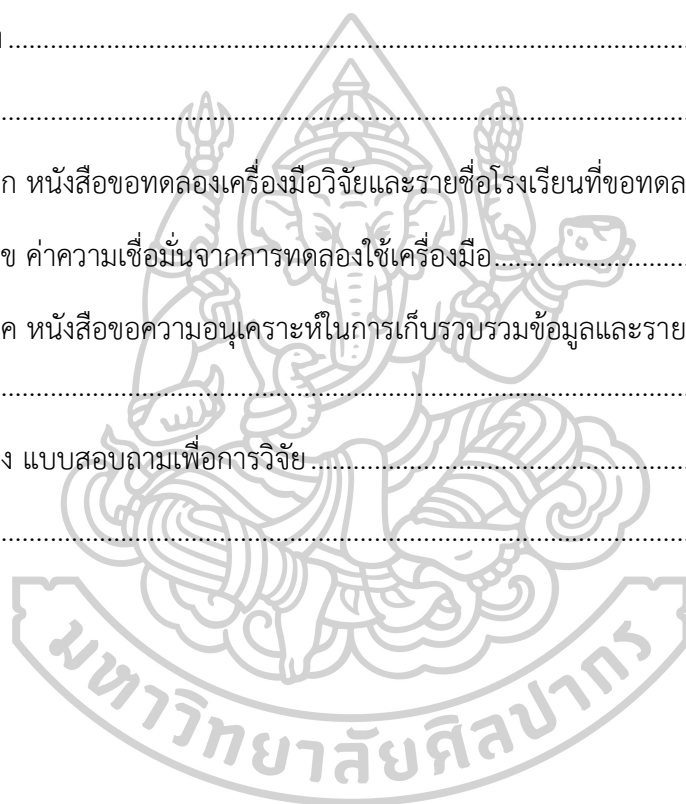 ..........................................................................................
..........................................................................................
ก หนังสือขอทดลองเครื่องมือวิจัยและรายชื่อโรงเรียนที่ขอทดล
ข ค่าความเชื่อมั่นจากการทดลองใช้เครื่องมือ..............................
ค หนังสือขอความอนุเคราะห์ในการเก็บรวบรวมข้อมูลและราย
..........................................................................................
ง แบบสอบถามเพื่อการวิจัย......................................................
..........................................................................................
มหาวิทยาลัยศิลปากร